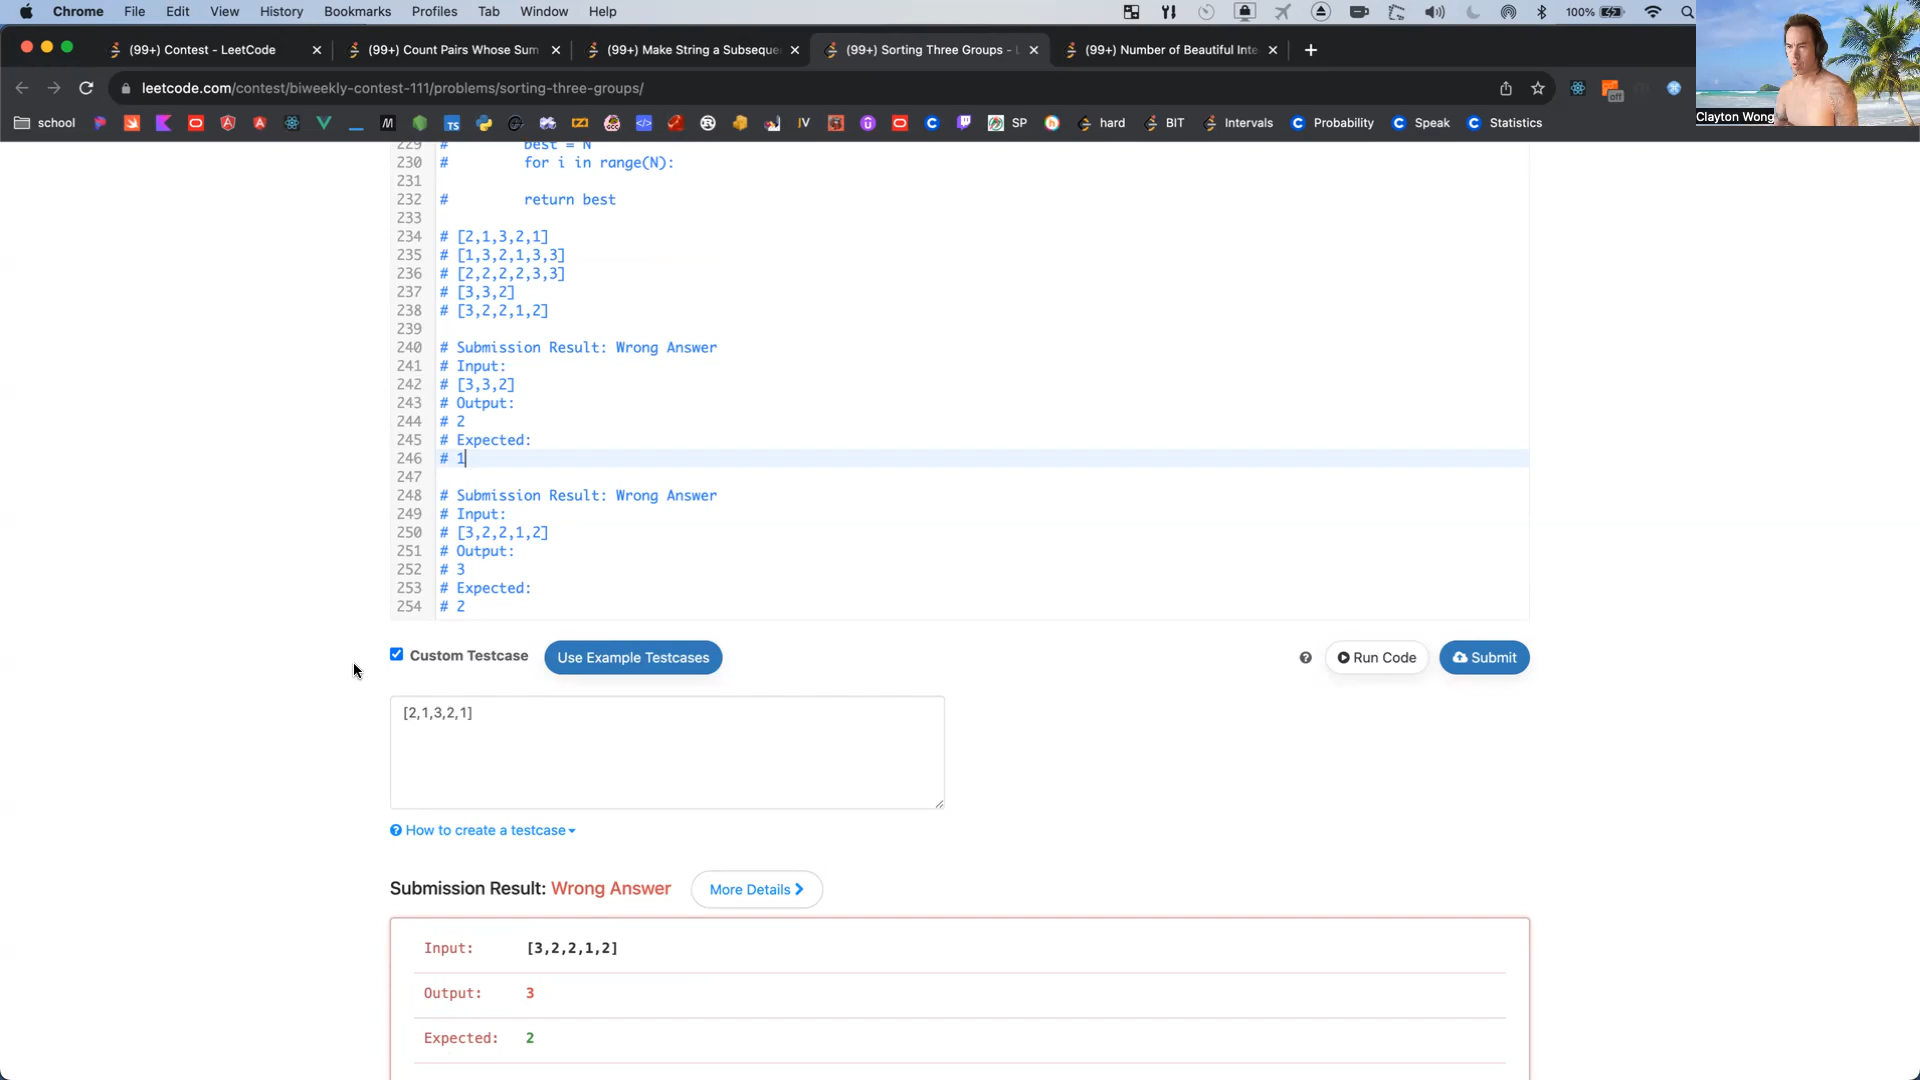 Chrome File Edit View History Bookmarks Profiles Tab Window Help 100%
(99+) Contest - LeetCode (99+) Count Pairs Whose Sum (99+) Make String a Subseque (99+) Sorting Three Groups - L (99+) Number of Beautiful Inte
leetcode.com/contest/biweekly-contest-111/problems/sorting-three-groups/ off
Clayton Wong
school M TS JV SP hard BIT Intervals Probability Speak Statistics
229 # best = N
230 # for i in range(N):
231
232 # return best
233
234 # [2,1,3,2,1]
235 # [1,3,2,1,3,3]
236 # [2,2,2,2,3,3]
237 # [3,3,2]
238 # [3,2,2,1,2]
239
240 # Submission Result: Wrong Answer
241 # Input:
242 # [3,3,2]
243 # Output:
244 # 2
245 # Expected:
246 # 1
247
248 # Submission Result: Wrong Answer
249 # Input:
250 # [3,2,2,1,2]
251 # Output:
252 # 3
253 # Expected:
254 # 2
Custom Testcase Use Example Testcases Run Code Submit
[2,1,3,2,1]
How to create a testcase
Submission Result: Wrong Answer More Details
Input: [3,2,2,1,2]
Output: 3
Expected: 2